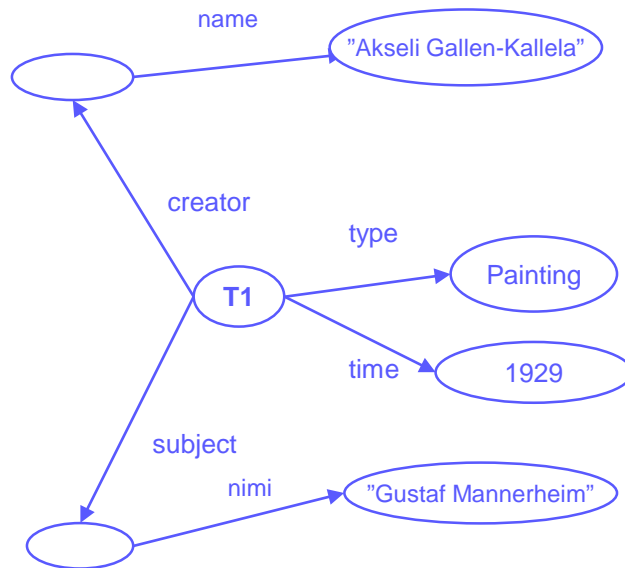 name
”Akseli Gallen-Kallela”
creator
type
Painting
T1
time
1929
subject
nimi
”Gustaf Mannerheim”